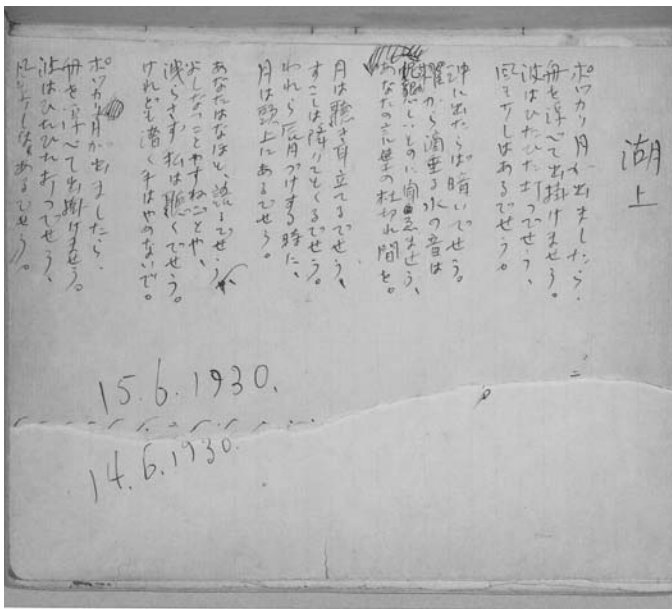 湖上
ポッカリ月が出ましたら、
舟を浮べて出掛けませう。
波はひたひた打つでせう、
風も少しはあるでせう。
沖に出たらば暗いでせう、
櫂から滴垂る水の音は
昵懇しいものに聞こえませう、
あなたの言葉の杜切れ間を。
月は聴き耳立てるでせう、
すこしは降りても来るでせう、
われら接唇する時に、
月は頭上にあるでせう。
あなたはなほも、語るでせう、
よしないことやすねごとや、
洩らさず私は聴くでせう、
けれども漕ぐ手はやめないで。
ポッカリ月が出ましたら、
舟を浮べて出掛けませう。
波はひたひた打つでせう、
風も少しはあるでせう。
15.6.1930.
14.6.1930.